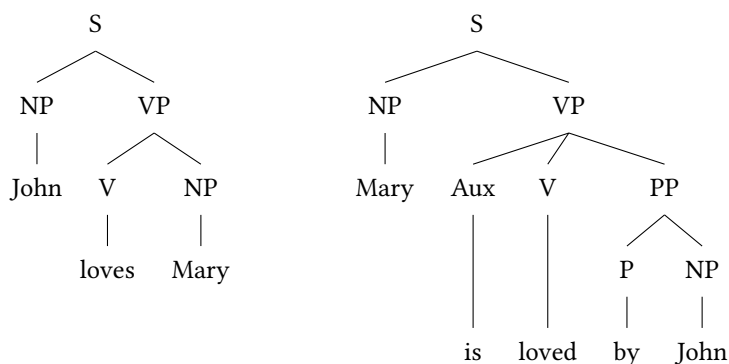 S S
NP VP NP VP
John V NP Mary Aux V PP
loves Mary P NP
is loved by John